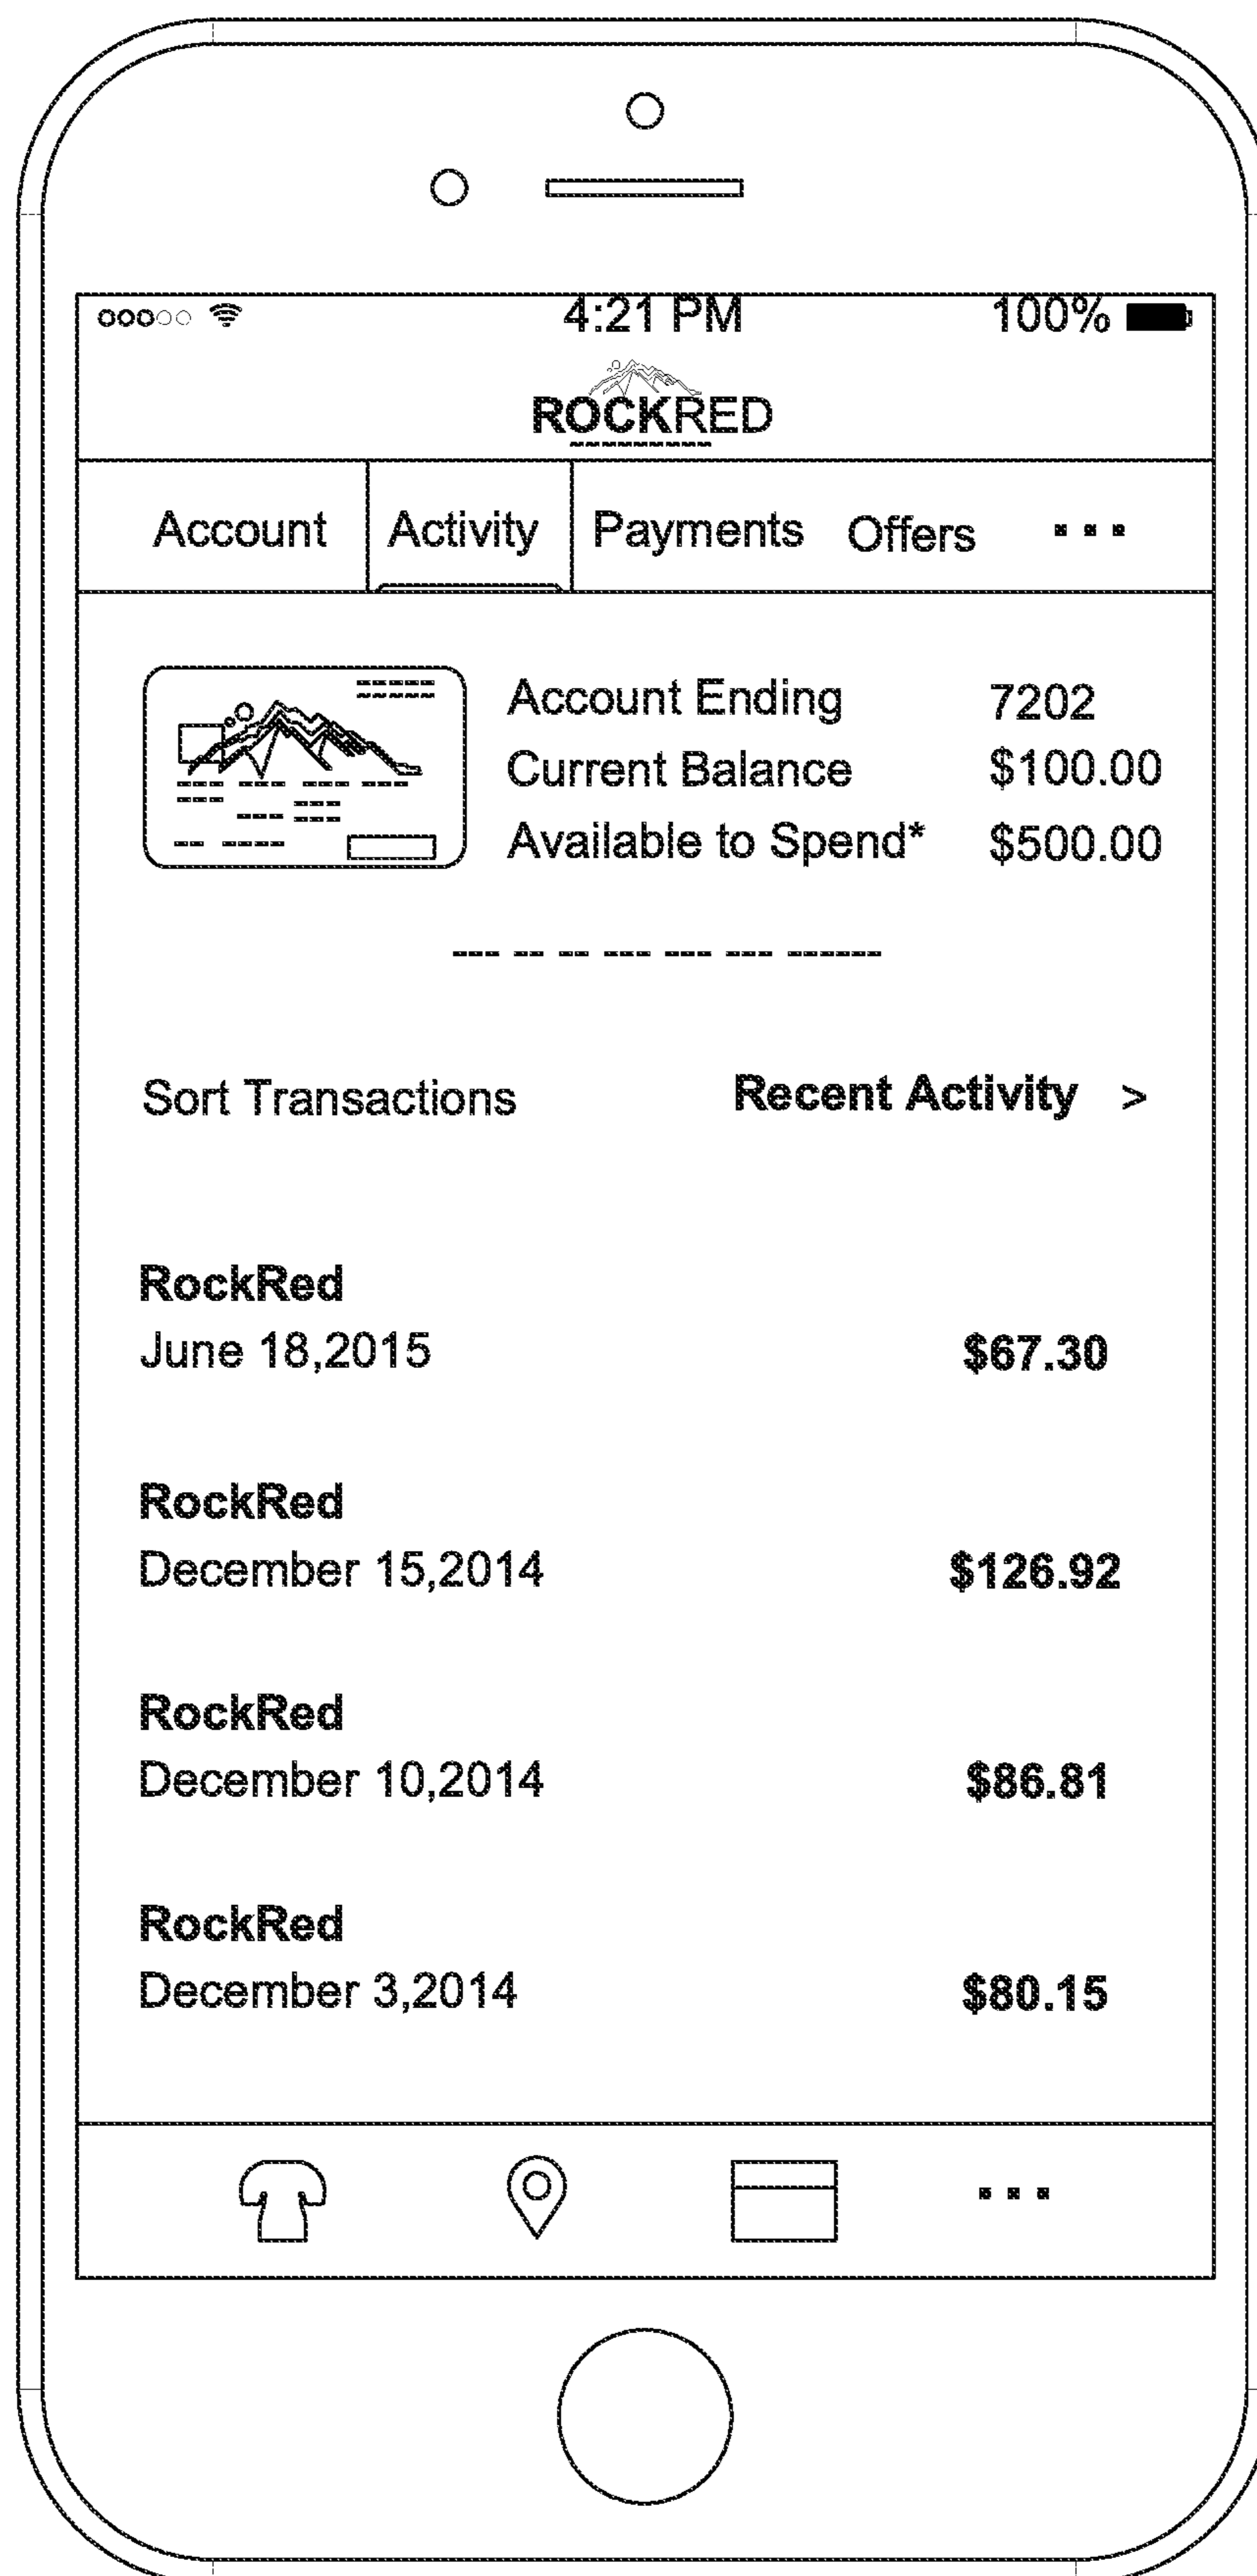 4:21 PM 100%
ROCKRED
Account Activity Payments Offers ...
Account Ending 7202
Current Balance $100.00
Available to Spend* $500.00
Sort Transactions Recent Activity >
RockRed
June 18,2015 $67.30
RockRed
December 15,2014 $126.92
RockRed
December 10,2014 $86.81
RockRed
December 3,2014 $80.15
...